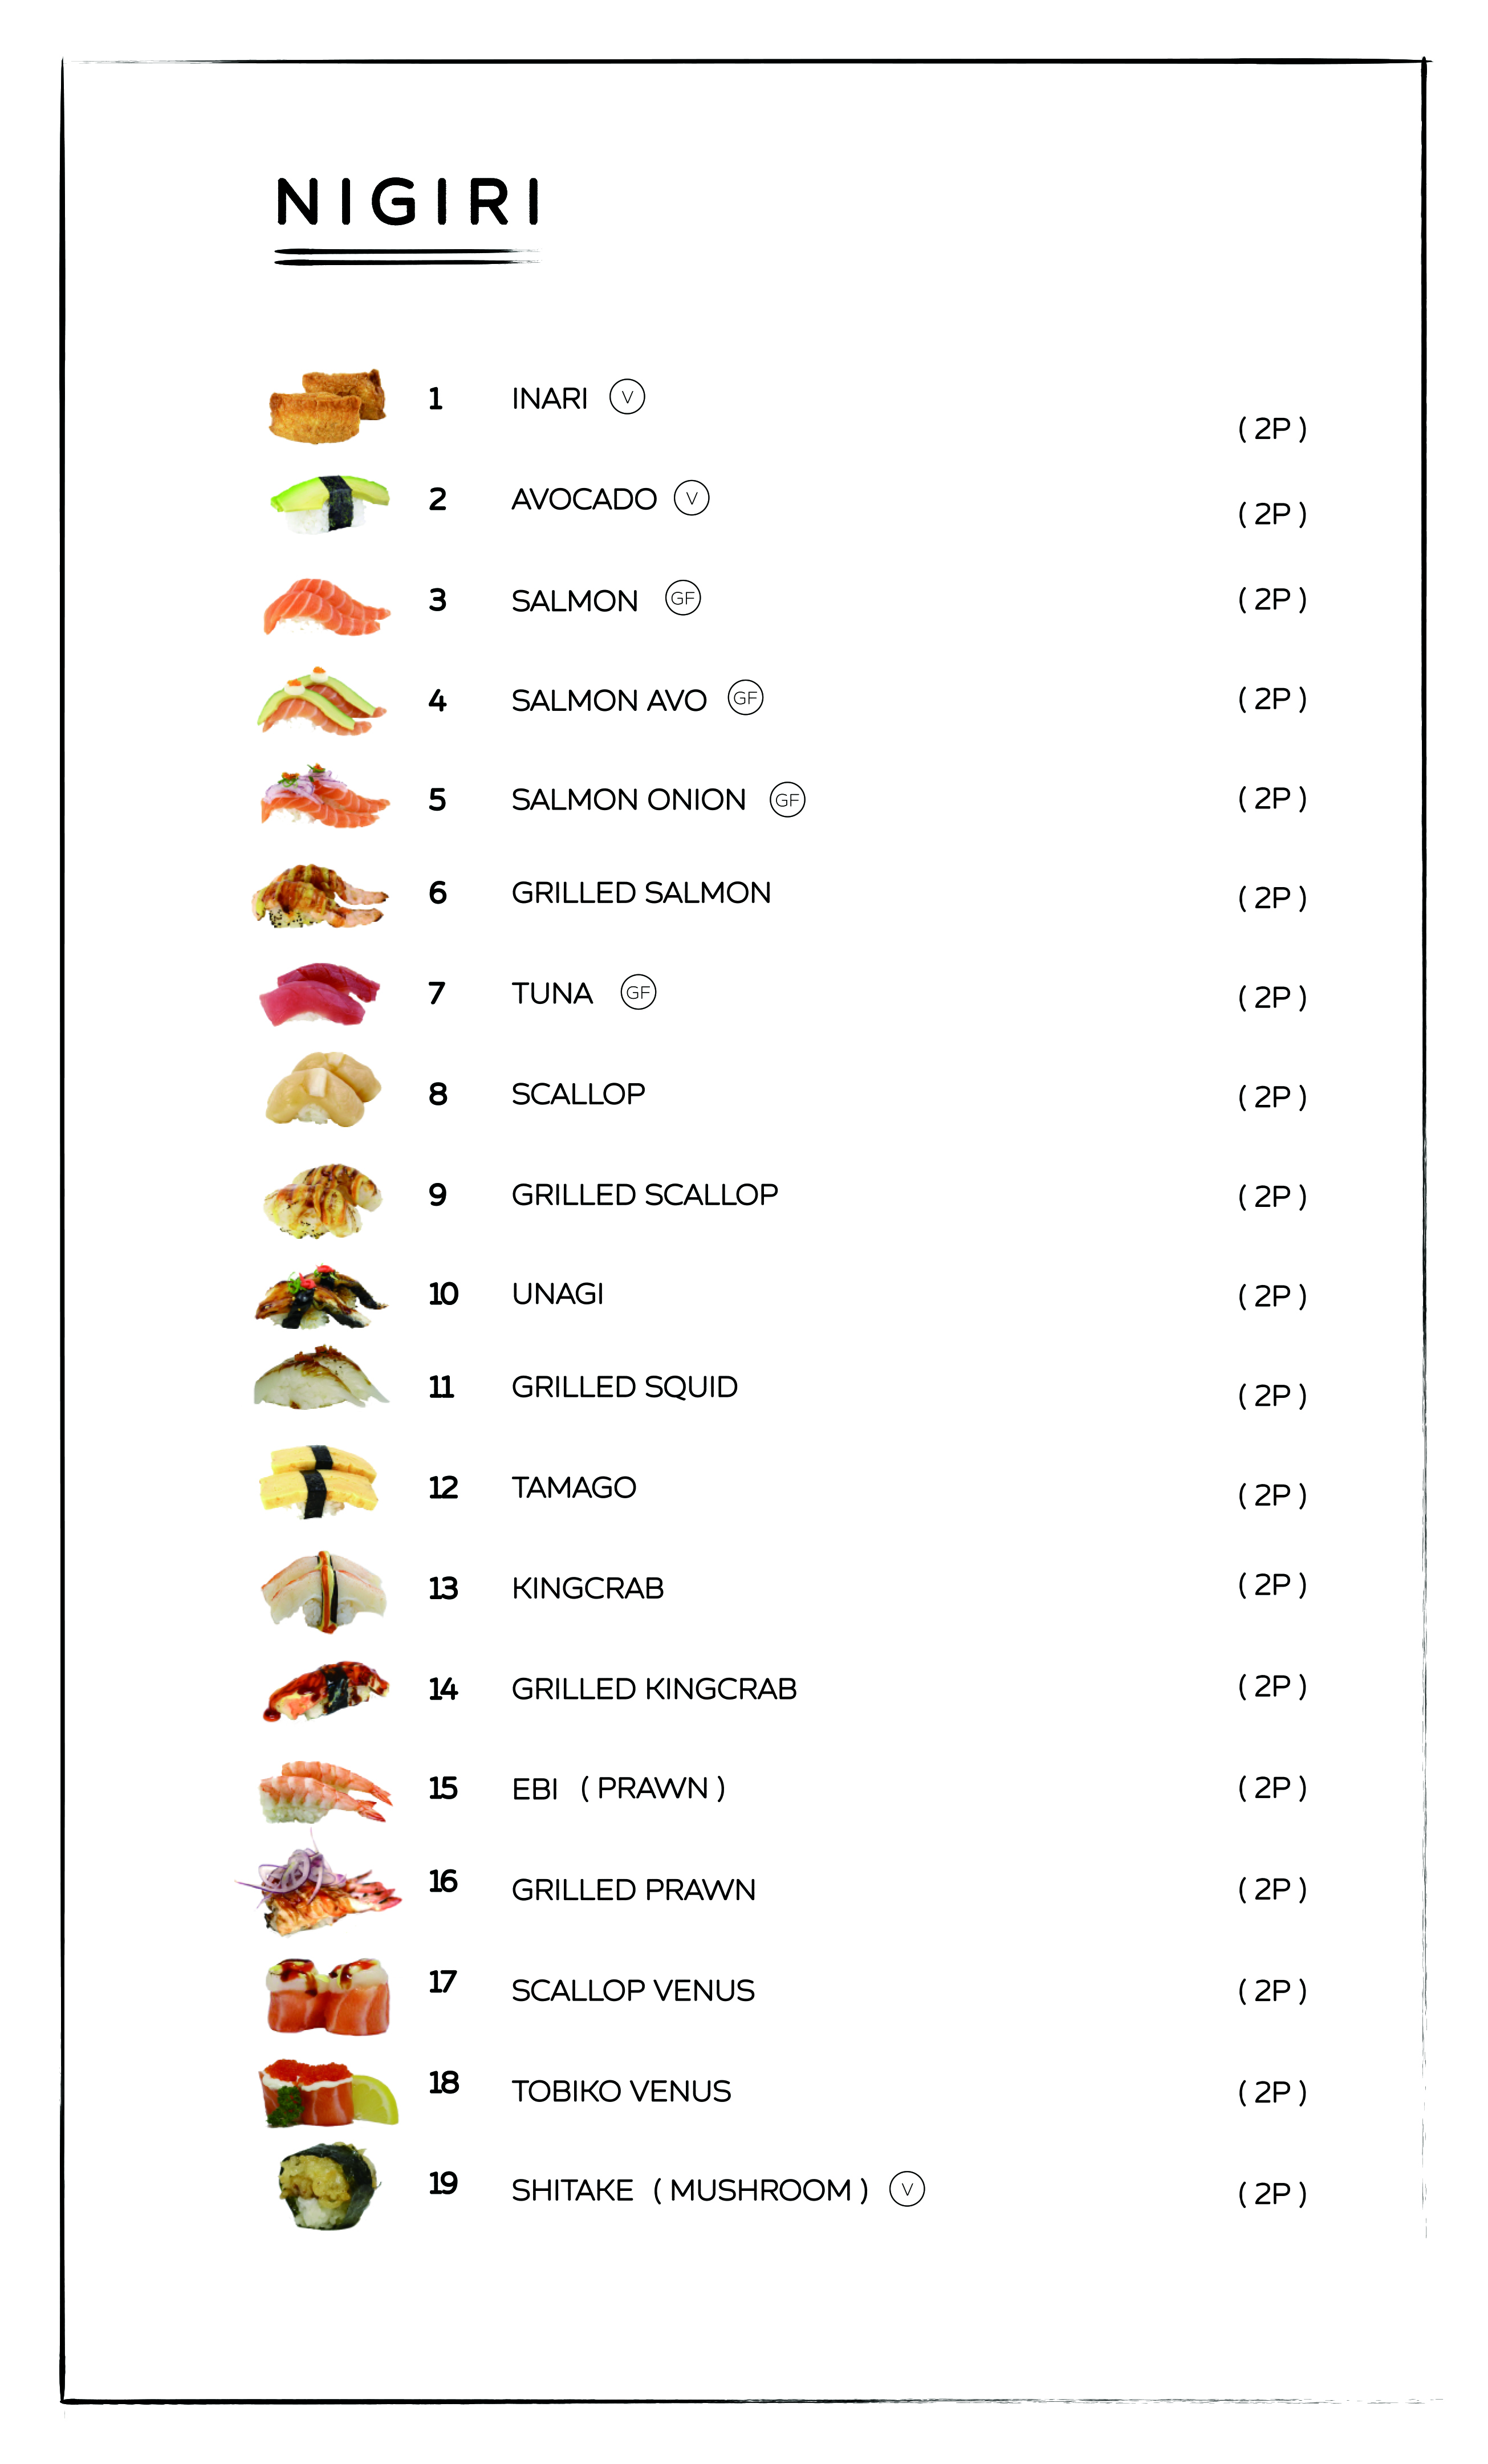 NIGIRI
1 INARI V ( 2P )
2 AVOCADO V ( 2P )
3 SALMON GF ( 2P )
4 SALMON AVO GF ( 2P )
5 SALMON ONION GF ( 2P )
6 GRILLED SALMON ( 2P )
7 TUNA GF ( 2P )
8 SCALLOP ( 2P )
9 GRILLED SCALLOP ( 2P )
10 UNAGI ( 2P )
11 GRILLED SQUID ( 2P )
12 TAMAGO ( 2P )
13 KINGCRAB ( 2P )
14 GRILLED KINGCRAB ( 2P )
15 EBI ( PRAWN ) ( 2P )
16 GRILLED PRAWN ( 2P )
17 SCALLOP VENUS ( 2P )
18 TOBIKO VENUS ( 2P )
19 SHITAKE ( MUSHROOM ) V ( 2P )